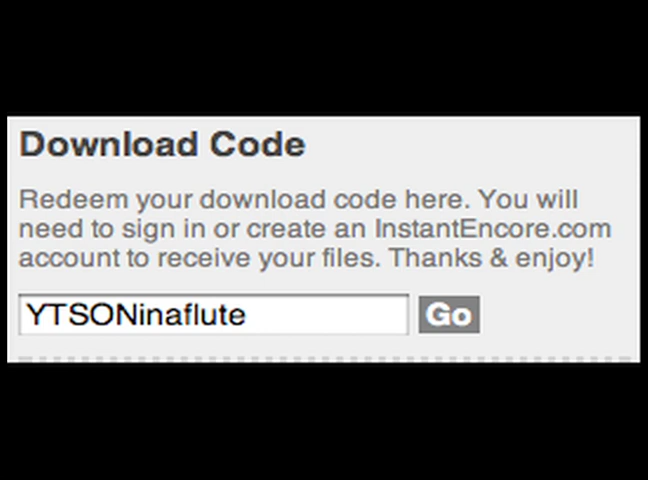 Download Code
Redeem your download code here. You will
need to sign in or create an InstantEncore.com
account to receive your files. Thanks & enjoy!
YTSONinaflute Go